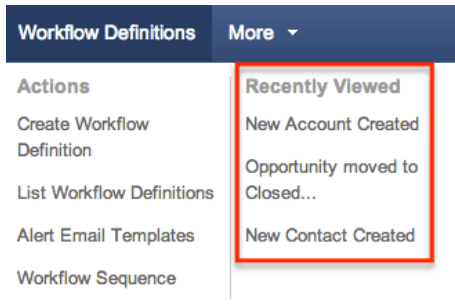 Workflow Definitions More
Actions
Create Workflow
Definition
List Workflow Definitions
Alert Email Templates
Workflow Sequence
Recently Viewed
New Account Created
Opportunity moved to
Closed...
New Contact Created